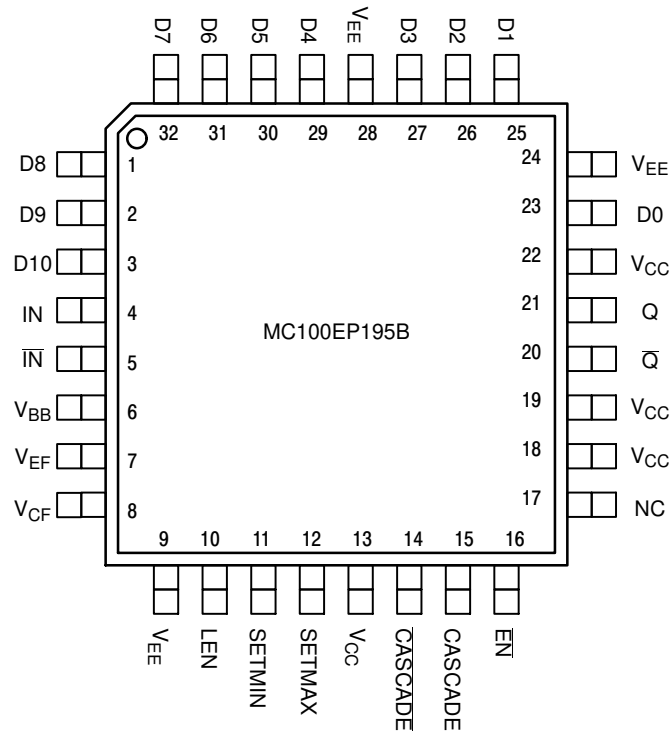 D7 D6 D5 D4 VEE D3 D2 D1
32 31 30 29 28 27 26 25
D8 1 24 VEE
D9 2 23 D0
D10 3 22 VCC
IN 4 21 Q
MC100EP195B
I̅N̅ 5 20 Q̅
VBB 6 19 VCC
VEF 7 18 VCC
VCF 8 17 NC
9 10 11 12 13 14 15 16
VEE LEN SETMIN SETMAX VCC C̅A̅S̅C̅A̅D̅E̅ CASCADE E̅N̅